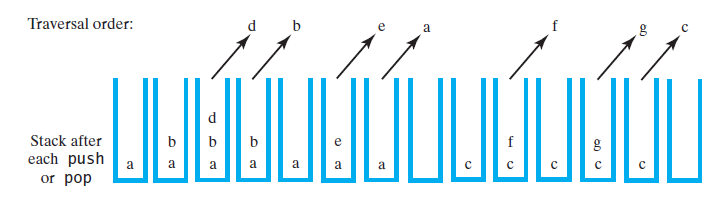 Traversal order: d b e a f g c
d
Stack after b b b e f g
each push a a a a a a a c c c c c
or pop